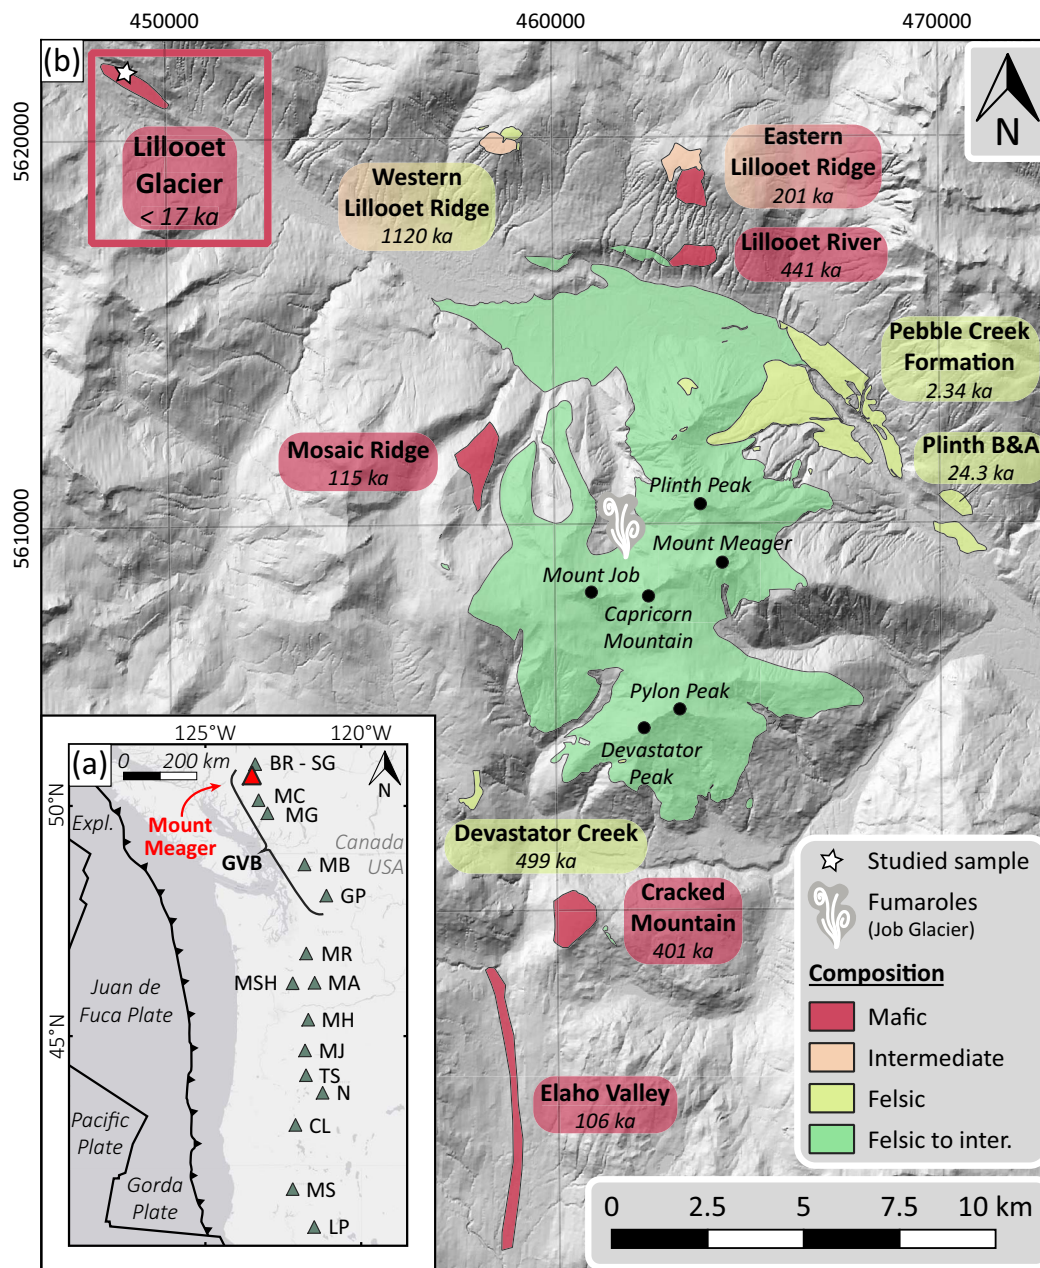 450000
460000
470000
5620000
5610000
(b)
N
Lillooet
Glacier
< 17 ka
Western
Lillooet Ridge
1120 ka
Eastern
Lillooet Ridge
201 ka
Lillooet River
441 ka
Pebble Creek
Formation
2.34 ka
Plinth B&A
24.3 ka
Mosaic Ridge
115 ka
Plinth Peak
Mount Meager
Mount Job
Capricorn
Mountain
Pylon Peak
Devastator
Peak
Devastator Creek
499 ka
Cracked
Mountain
401 ka
Elaho Valley
106 ka
(a)
125°W
120°W
0 200 km
N
50°N
45°N
BR - SG
MC
MG
Mount
Meager
GVB
Canada
USA
Expl.
MB
GP
MR
MSH
MA
MH
MJ
TS
N
CL
MS
LP
Juan de
Fuca Plate
Pacific
Plate
Gorda
Plate
Studied sample
Fumaroles
(Job Glacier)
Composition
Mafic
Intermediate
Felsic
Felsic to inter.
0 2.5 5 7.5 10 km